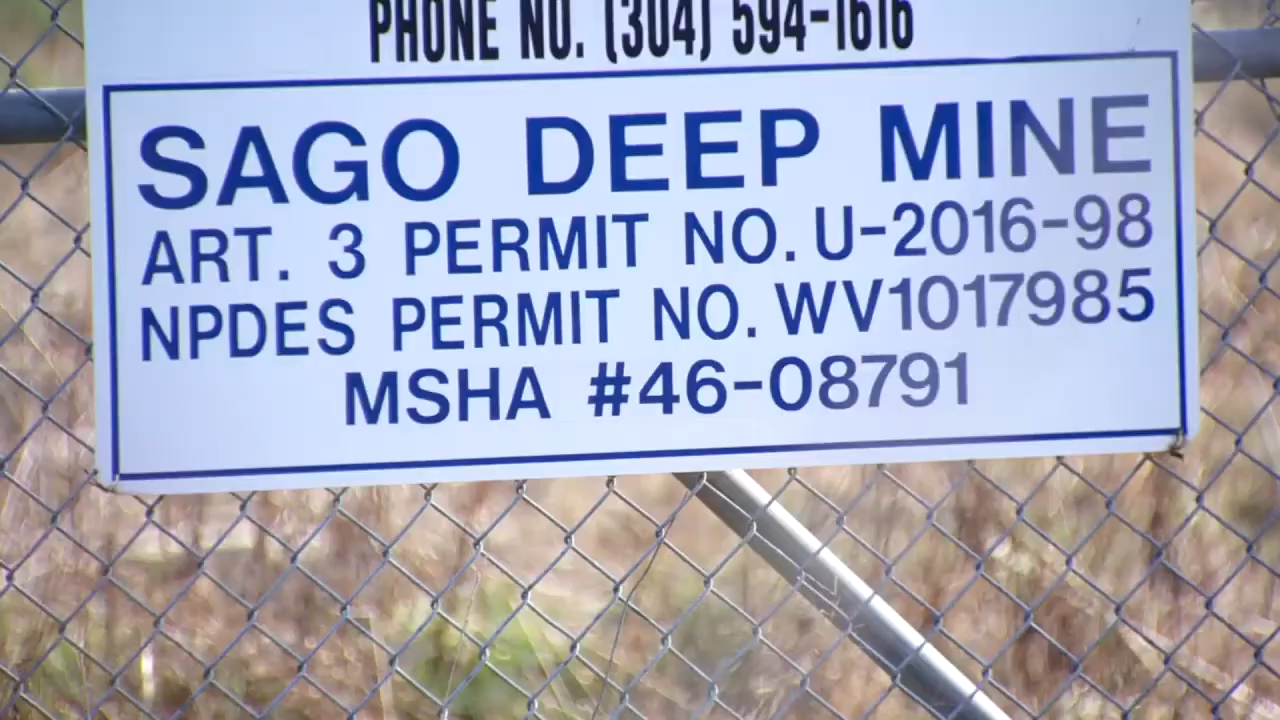 PHONE NO. (304) 594-1616
SAGO DEEP MINE
ART. 3 PERMIT NO. U-2016-98
NPDES PERMIT NO. WV1017985
MSHA #46-08791